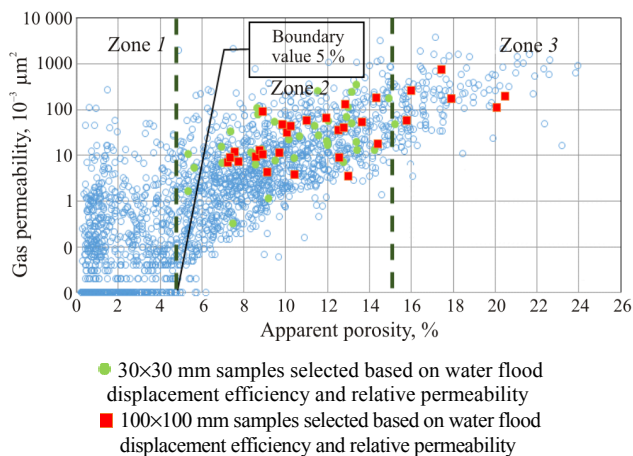 10 000
1000
100
10
1
0
0
Gas permeability, 10⁻³ μm²
Zone 1
Boundary
value 5 %
Zone 2
Zone 3
0 2 4 6 8 10 12 14 16 18 20 22 24 26
Apparent porosity, %
30×30 mm samples selected based on water flood
displacement efficiency and relative permeability
100×100 mm samples selected based on water flood
displacement efficiency and relative permeability